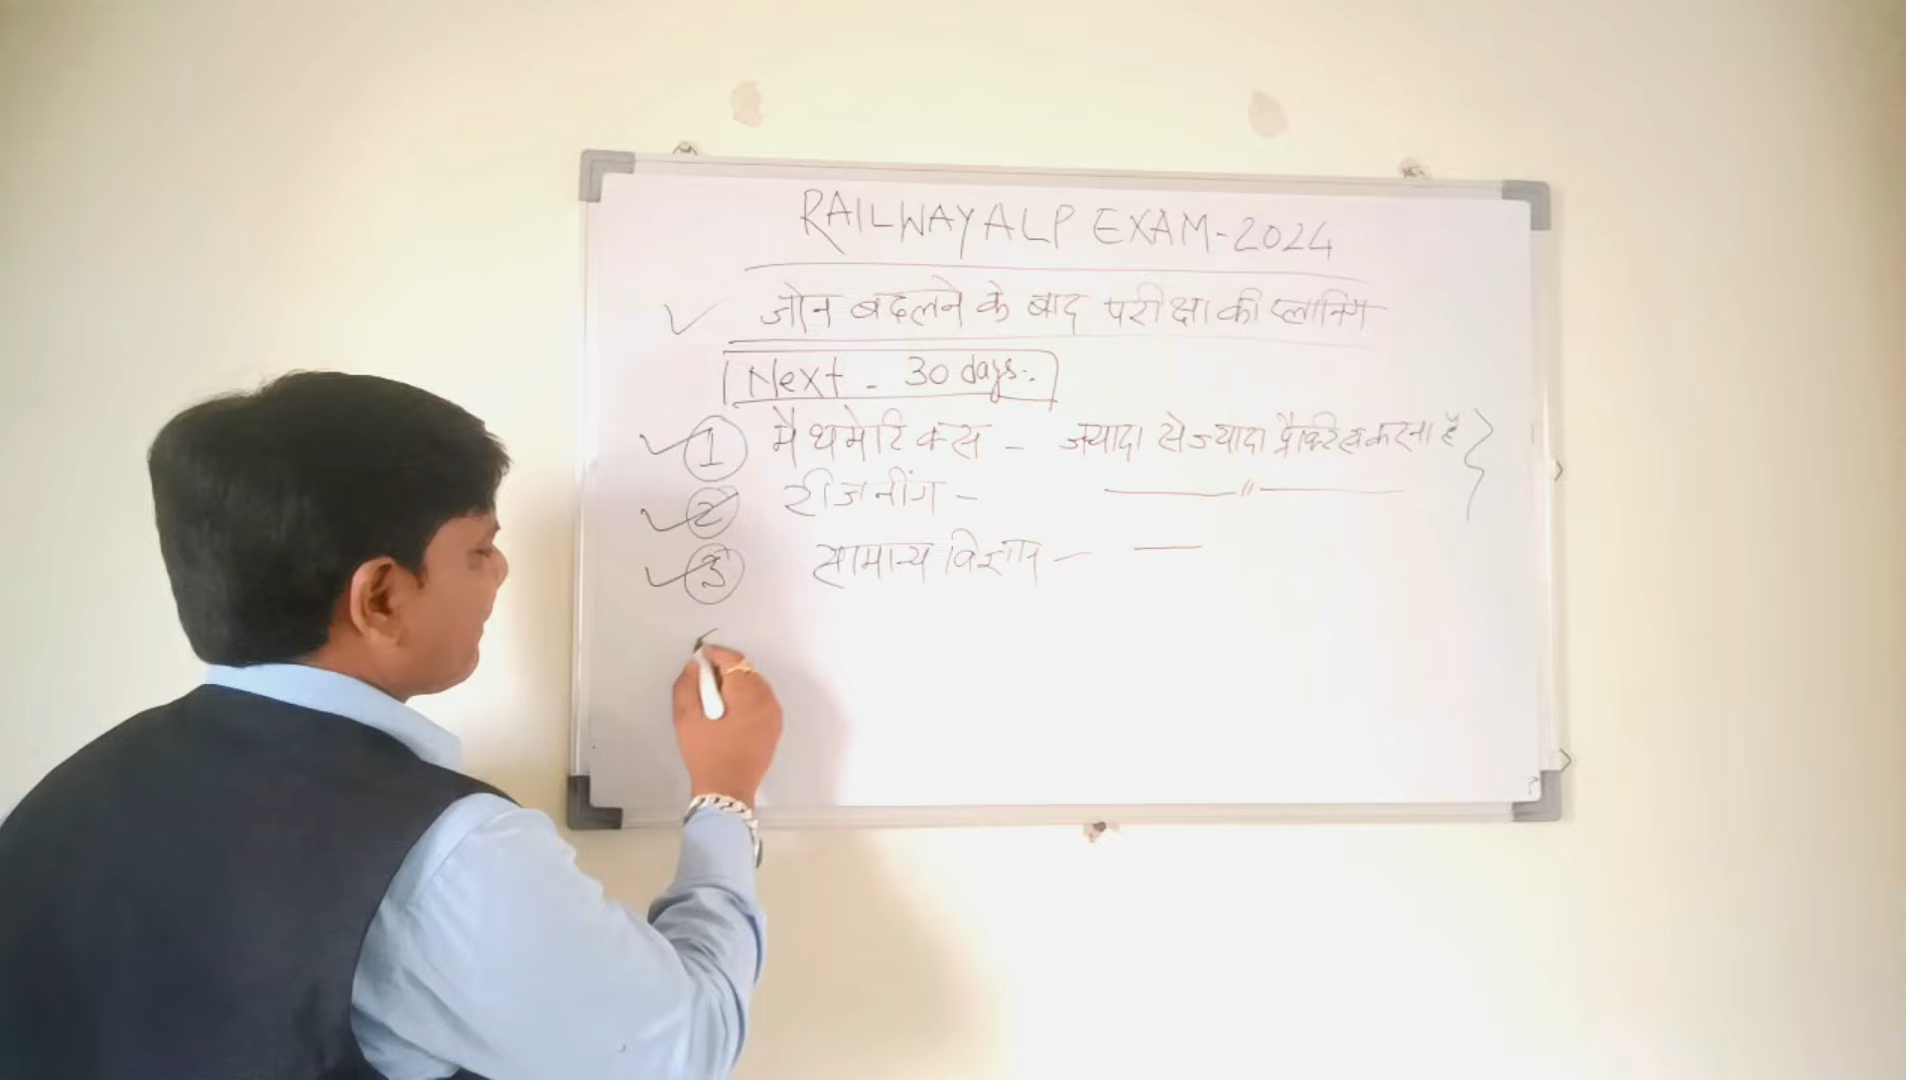 RAILWAY ALP EXAM-2024
जोन बदलने के बाद परीक्षा की प्लानिंग
Next - 30 days.
1 मैथमेटिक्स - ज्यादा से ज्यादा प्रैक्टिस करना है
2 रीजनींग - —〃—
3 सामान्य विज्ञान -